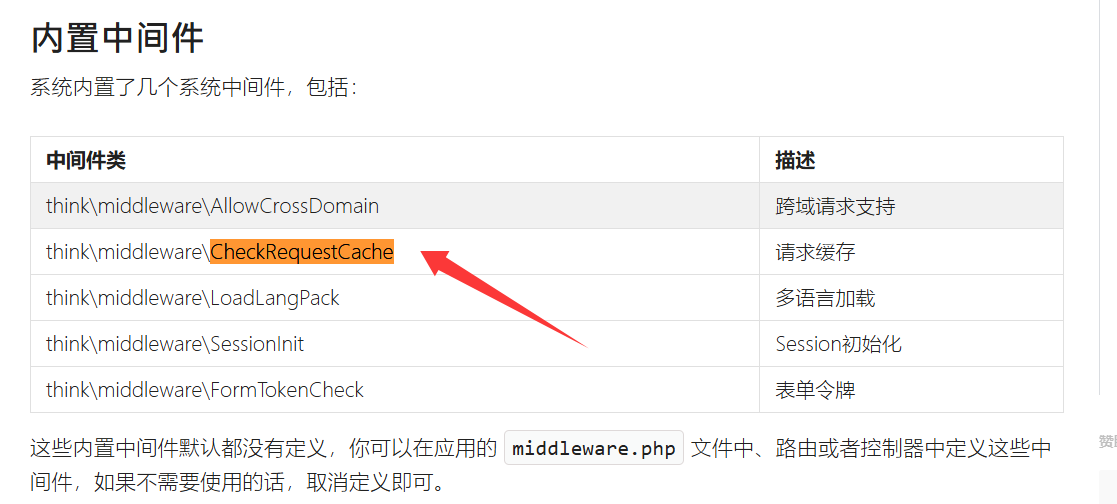 内置中间件
系统内置了几个系统中间件，包括：
中间件类 描述
think\middleware\AllowCrossDomain 跨域请求支持
think\middleware\CheckRequestCache 请求缓存
think\middleware\LoadLangPack 多语言加载
think\middleware\SessionInit Session初始化
think\middleware\FormTokenCheck 表单令牌
这些内置中间件默认都没有定义，你可以在应用的 middleware.php 文件中、路由或者控制器中定义这些中
间件，如果不需要使用的话，取消定义即可。